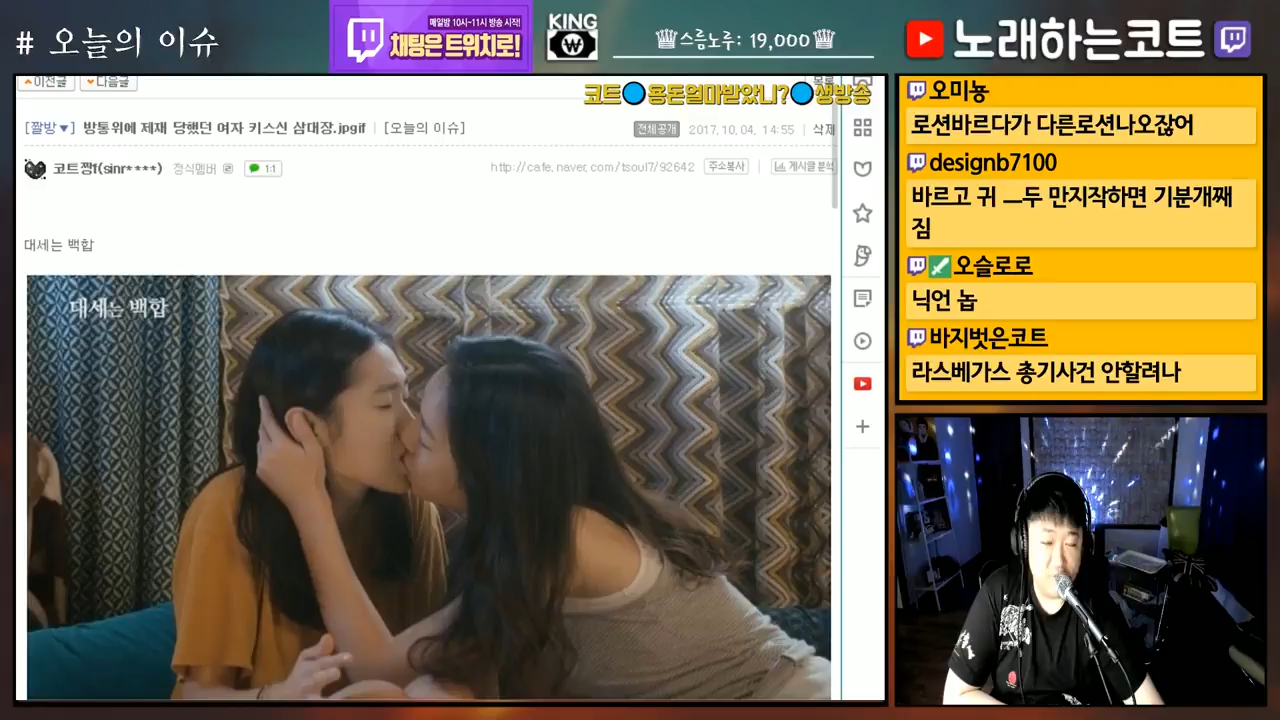 # 오늘의 이슈
매일밤 10시~11시 방송 시작!
채팅은 트위치로!
KING
스름노루: 19,000
노래하는코트
이전글
다음글
목록
코트🔵용돈얼마받았니?🔵생방송
[짤방▼] 방통위에 제재 당했던 여자 키스신 삼대장.jpgif | [오늘의 이슈]
전체공개 2017.10.04. 14:55 | 삭제
코트짱f(sinr****) 정식멤버 1:1
http://cafe.naver.com/tsoul7/92642 주소복사 | 게시글 분석
대세는 백합
대세는 백합
오미뇽
로션바르다가 다른로션나오잖어
designb7100
바르고 귀 ㅡ두 만지작하면 기분개째
짐
오슬로로
닉언 놉
바지벗은코트
라스베가스 총기사건 안할려나